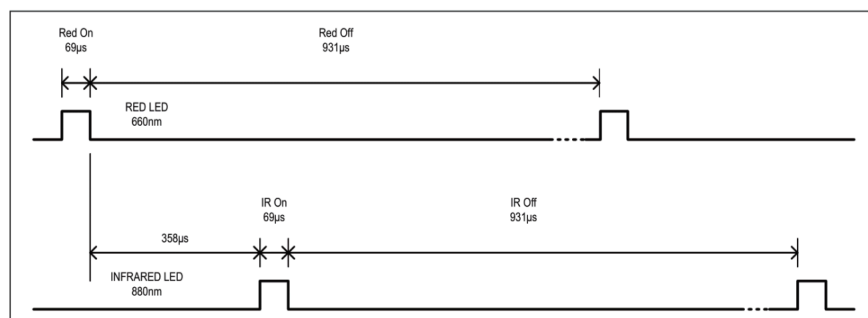 Red On
69μs
Red Off
931μs
RED LED
660nm
IR On
69μs
IR Off
931μs
358μs
INFRARED LED
880nm